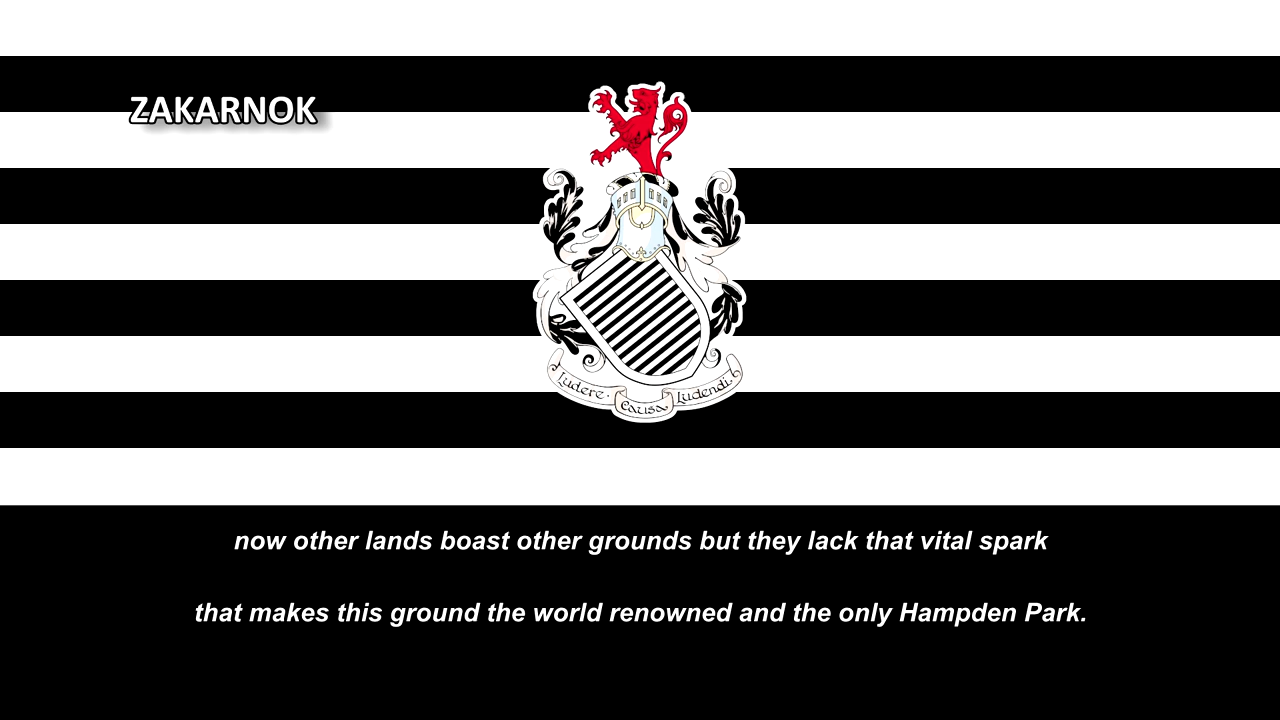 ZAKARNOK
Ludere Causa Ludendi
now other lands boast other grounds but they lack that vital spark
that makes this ground the world renowned and the only Hampden Park.